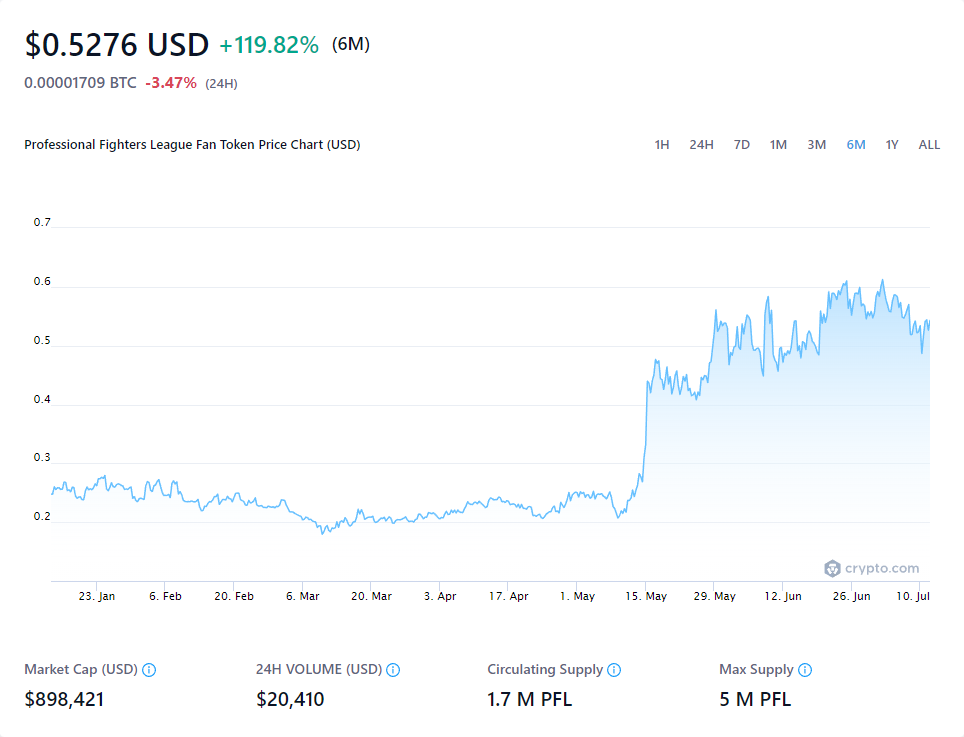 $0.5276 USD +119.82% (6M)
0.00001709 BTC -3.47% (24H)
Professional Fighters League Fan Token Price Chart (USD) 1H 24H 7D 1M 3M 6M 1Y ALL
0.7
0.6
0.5
0.4
0.3
0.2
crypto.com
23. Jan 6. Feb 20. Feb 6. Mar 20. Mar 3. Apr 17. Apr 1. May 15. May 29. May 12. Jun 26. Jun 10. Jul
Market Cap (USD) 24H VOLUME (USD) Circulating Supply Max Supply
$898,421 $20,410 1.7 M PFL 5 M PFL